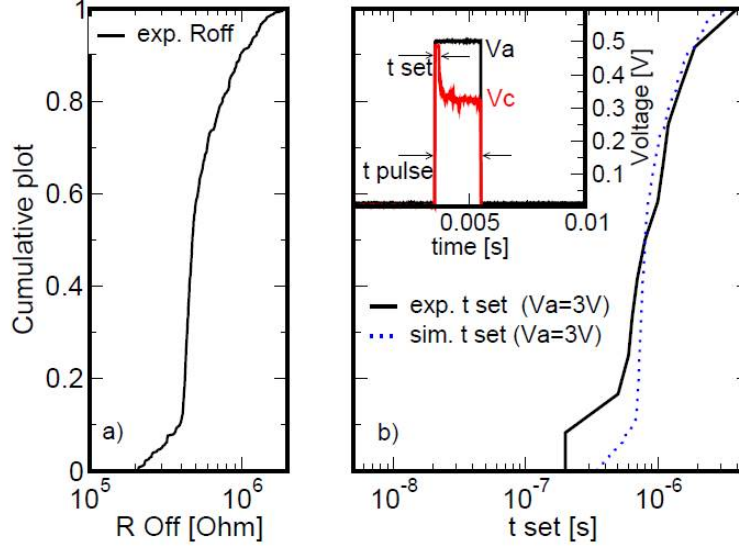 1
0.8
0.6
0.4
0.2
0
Cumulative plot
exp. Roff
a)
10^5
10^6
R Off [Ohm]
Va
t set
Vc
t pulse
0.5
0.4
0.3
0.2
0.1
Voltage [V]
0.005
0.01
time [s]
exp. t set (Va=3V)
sim. t set (Va=3V)
b)
10^-8
10^-7
10^-6
t set [s]